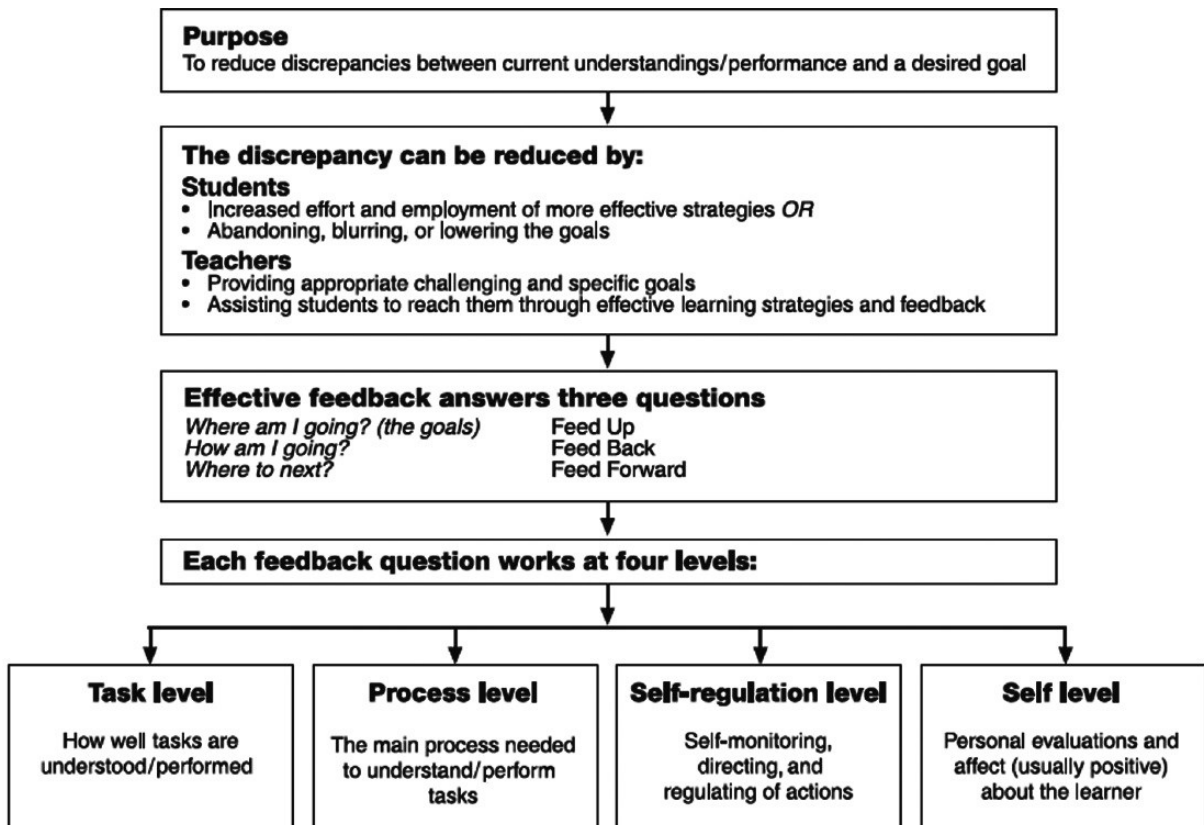 Purpose
To reduce discrepancies between current understandings/performance and a desired goal
The discrepancy can be reduced by:
Students
• Increased effort and employment of more effective strategies OR
• Abandoning, blurring, or lowering the goals
Teachers
• Providing appropriate challenging and specific goals
• Assisting students to reach them through effective learning strategies and feedback
Effective feedback answers three questions
Where am I going? (the goals) Feed Up
How am I going? Feed Back
Where to next? Feed Forward
Each feedback question works at four levels:
Task level
How well tasks are
understood/performed
Process level
The main process needed
to understand/perform
tasks
Self-regulation level
Self-monitoring,
directing, and
regulating of actions
Self level
Personal evaluations and
affect (usually positive)
about the learner